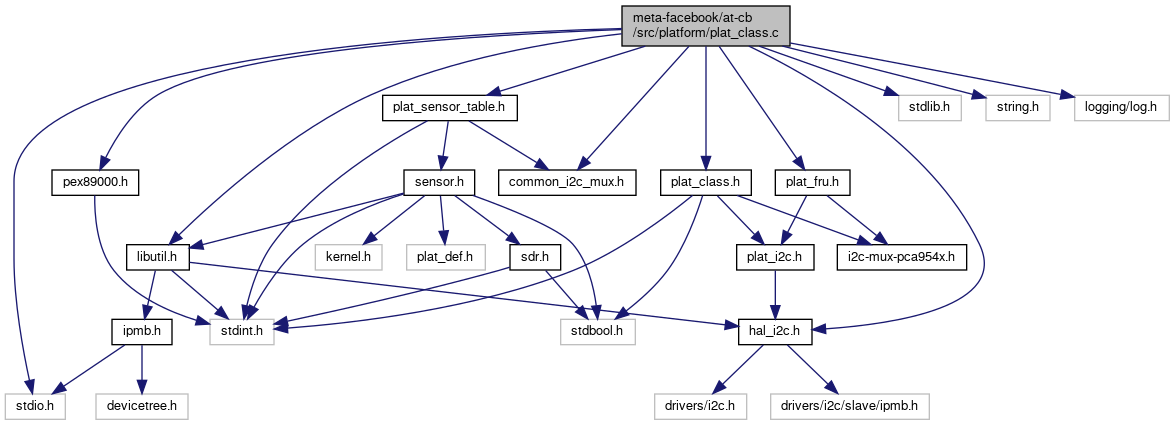 meta-facebook/at-cb
/src/platform/plat_class.c
plat_sensor_table.h
stdlib.h
string.h
logging/log.h
pex89000.h
sensor.h
common_i2c_mux.h
plat_class.h
plat_fru.h
libutil.h
kernel.h
plat_def.h
sdr.h
plat_i2c.h
i2c-mux-pca954x.h
ipmb.h
stdint.h
stdbool.h
hal_i2c.h
stdio.h
devicetree.h
drivers/i2c.h
drivers/i2c/slave/ipmb.h